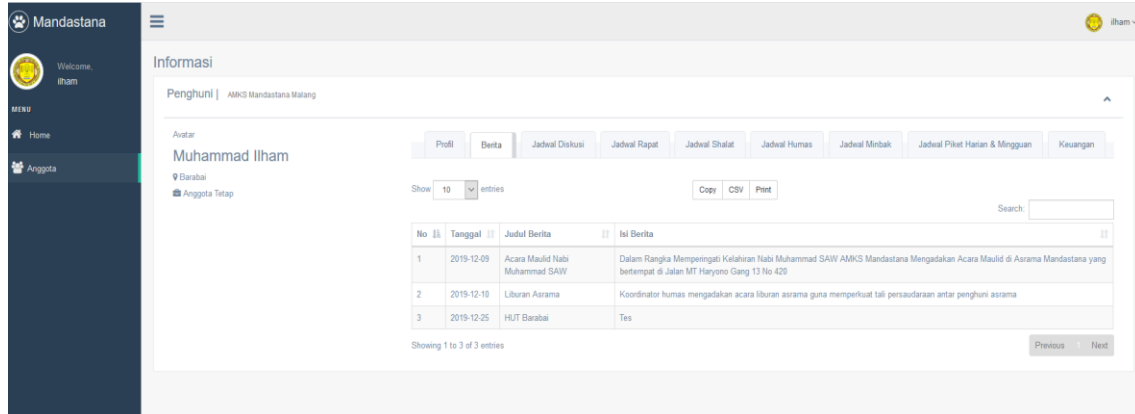 Mandastana
ilham
Welcome,
ilham
MENU
Home
Anggota
Informasi
Penghuni | AMKS Mandastana Malang
Avatar
Muhammad Ilham
Barabai
Anggota Tetap
Profil Berita Jadwal Diskusi Jadwal Rapat Jadwal Shalat Jadwal Humas Jadwal Minbak Jadwal Piket Harian & Mingguan Keuangan
Show 10 entries
Copy CSV Print
Search:
No Tanggal Judul Berita Isi Berita
1 2019-12-09 Acara Maulid Nabi Dalam Rangka Memperingati Kelahiran Nabi Muhammad SAW AMKS Mandastana Mengadakan Acara Maulid di Asrama Mandastana yang
Muhammad SAW bertempat di Jalan MT Haryono Gang 13 No 420
2 2019-12-10 Liburan Asrama Koordinator humas mengadakan acara liburan asrama guna memperkuat tali persaudaraan antar penghuni asrama
3 2019-12-25 HUT Barabai Tes
Showing 1 to 3 of 3 entries
Previous 1 Next